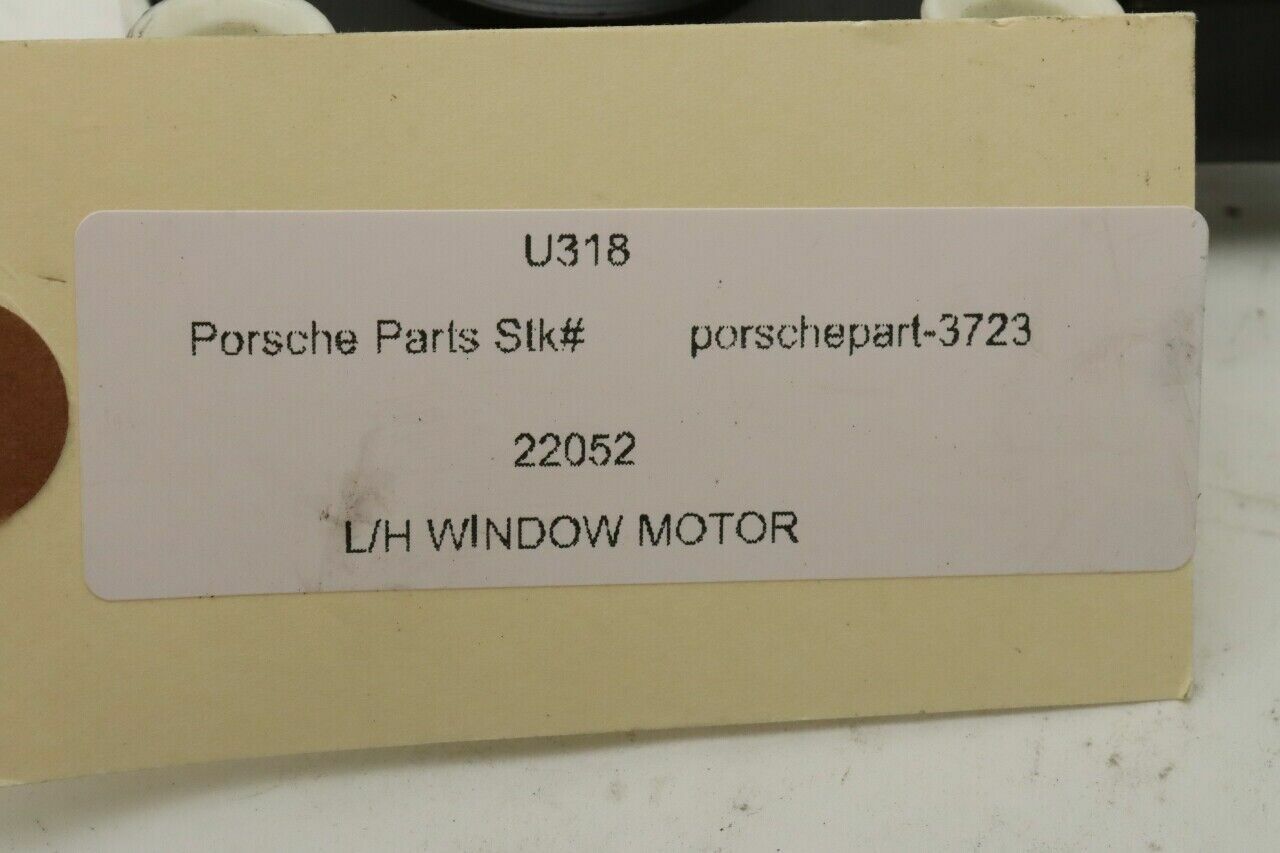 U318
Porsche Parts Stk# porschepart-3723
22052
L/H WINDOW MOTOR